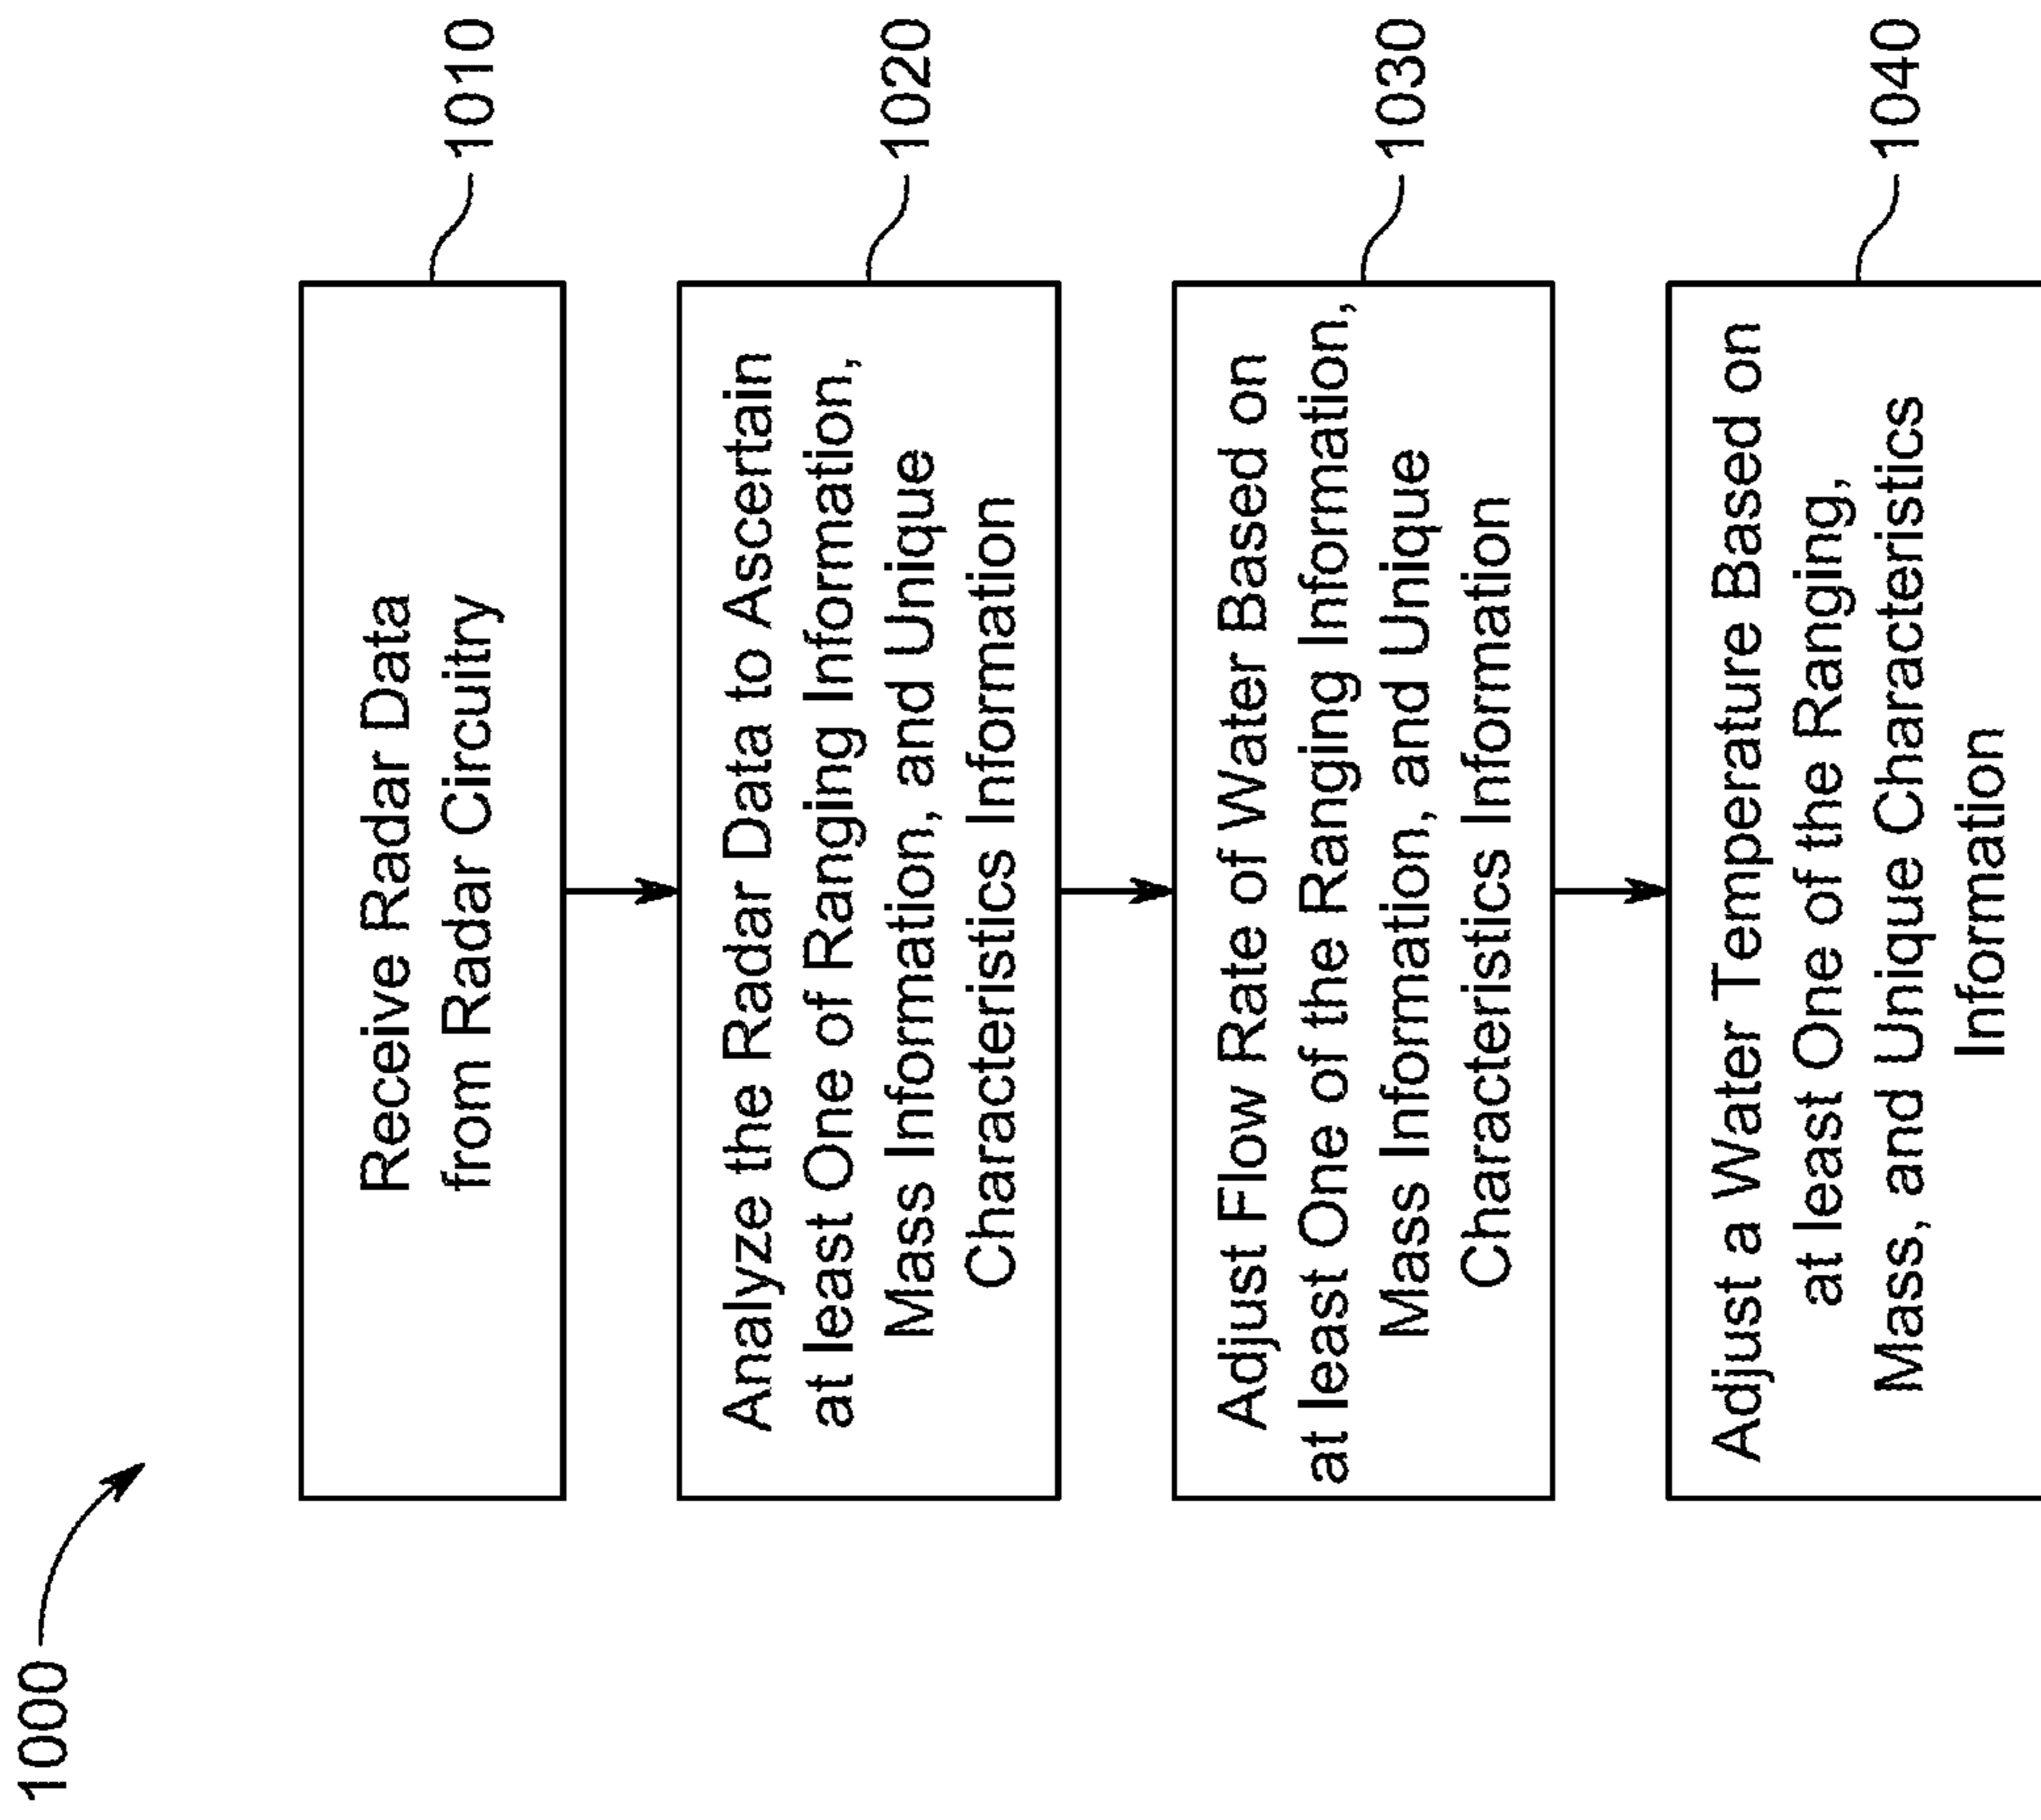 1000
Receive Radar Data
from Radar Circuitry
1010
Analyze the Radar Data to Ascertain
at least One of Ranging Information,
Mass Information, and Unique
Characteristics Information
1020
Adjust Flow Rate of Water Based on
at least One of the Ranging Information,
Mass Information, and Unique
Characteristics Information
1030
Adjust a Water Temperature Based on
at least One of the Ranging,
Mass, and Unique Characteristics
Information
1040